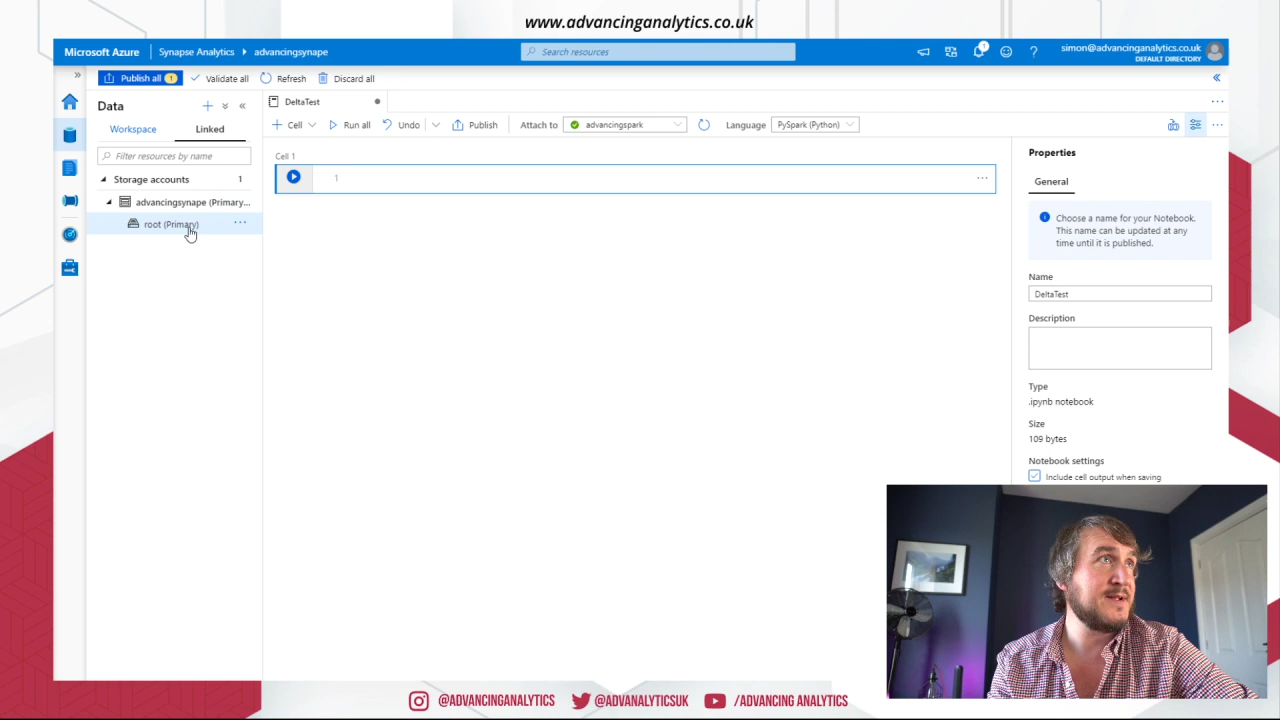 www.advancinganalytics.co.uk
Microsoft Azure
Synapse Analytics
advancingsynapse
Search resources
1
?
simon@advancinganalytics.co.uk
DEFAULT DIRECTORY
Publish all 1
Validate all
Refresh
Discard all
Data
Workspace
Linked
Filter resources by name
Storage accounts 1
advancingsynape (Primary...
root (Primary)
DeltaTest
Cell
Run all
Undo
Publish
Attach to
advancingspark
Language
PySpark (Python)
Cell 1
1
Properties
General
Choose a name for your Notebook.
This name can be updated at any
time until it is published.
Name
DeltaTest
Description
Type
.ipynb notebook
Size
109 bytes
Notebook settings
Include cell output when saving
@ADVANCINGANALYTICS
@ADVANALYTICSUK
/ADVANCING ANALYTICS